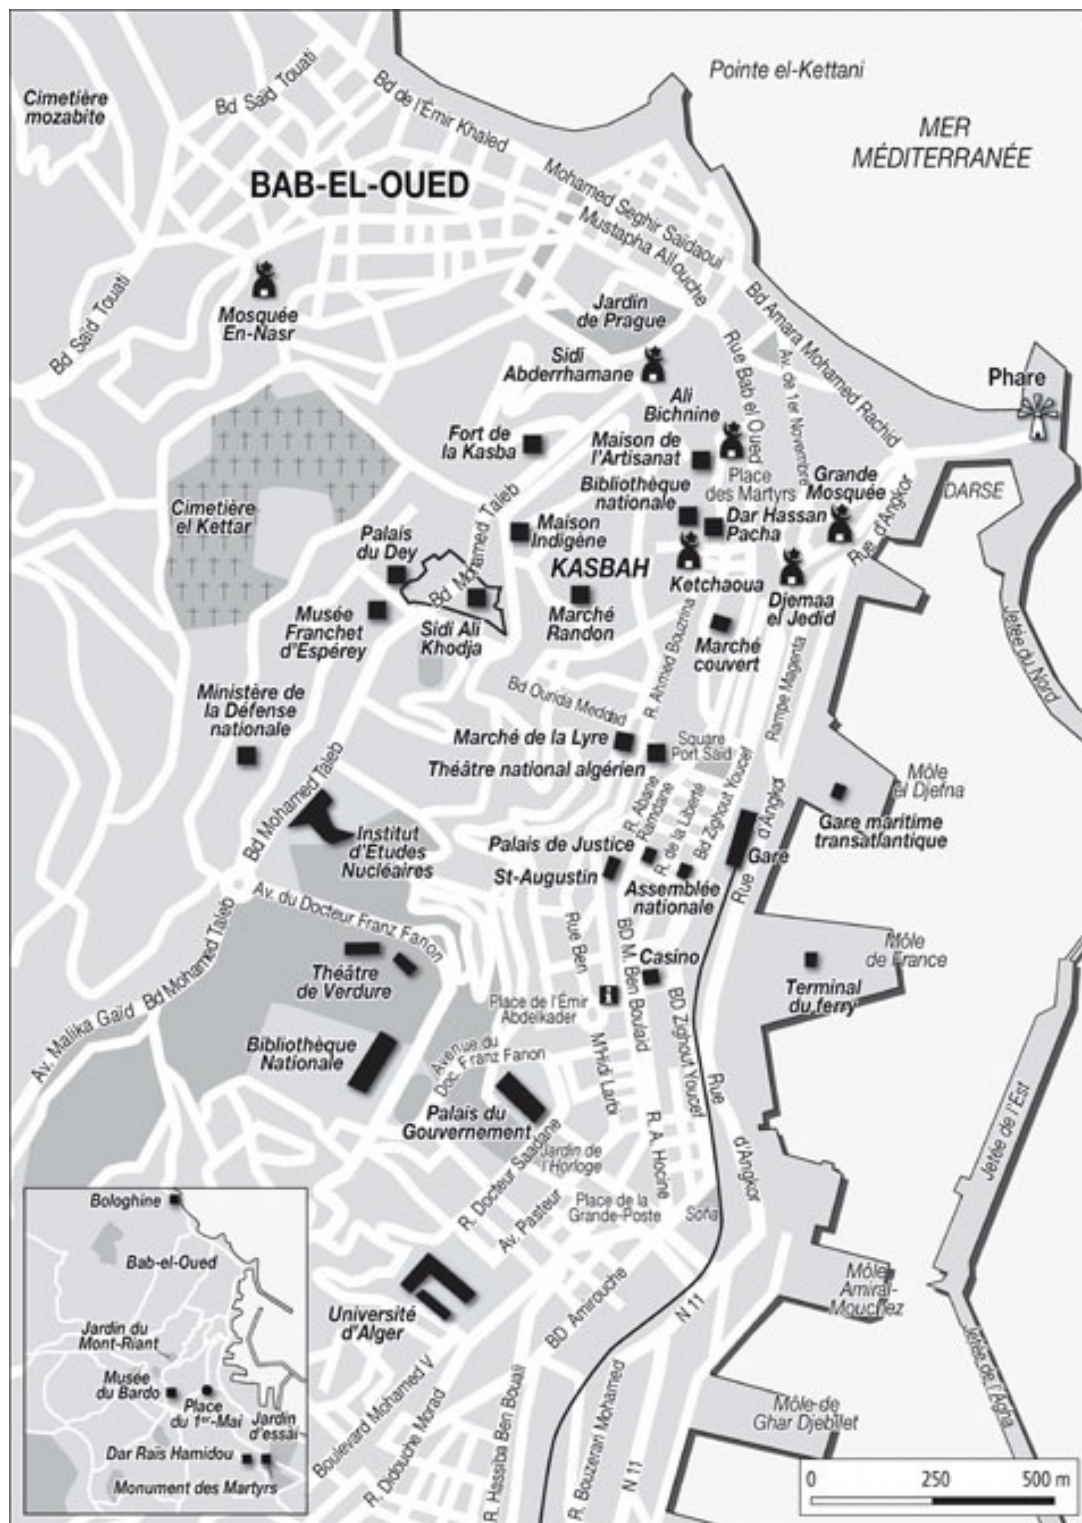 Pointe el-Kettani
MER
MÉDITERRANÉE
Cimetière
mozabite
Bd Saïd Touati
Bd de l'Émir Khaled
BAB-EL-OUED
Mohamed Seghir Saïdaoui
Mustapha Allouche
Mosquée
En-Nasr
Bd Saïd Touati
Jardin
de Prague
Bd Amara Mohamed Rachid
Rue Bab el Oued
Av. de 1er Novembre
Sidi
Abderrhamane
Phare
Ali
Bichnine
Fort de
la Kasba
Maison de
l'Artisanat
Place
des Martyrs
Grande
Mosquée
DARSE
Bibliothèque
nationale
Cimetière
el Kettar
Bd Mohamed Taleb
Dar Hassan
Pacha
Rue d'Angkor
Maison
Indigène
Palais
du Dey
KASBAH
Ketchaoua
Djemaa
el Jedid
Musée
Franchet
d'Espérey
Sidi Ali
Khodja
Marché
Randon
Marché
couvert
Jetée du Nord
R. Ahmed Bouzrina
Rampe Magenta
Bd Ourida Meddad
Ministère de
la Défense
nationale
Marché de la Lyre
Square
Port Saïd
Théâtre national algérien
Môle
el Djefna
Gare maritime
transatlantique
Bd Mohamed Taleb
R. Abane
Ramdane
R. de la Liberté
Bd Zighout Youcef
Rue d'Angkor
Institut
d'Etudes
Nucléaires
Palais de Justice
Gare
St-Augustin
Assemblée
nationale
Av. du Docteur Franz Fanon
Bd Mohamed Taleb
Av. Malika Gaïd
Rue Ben
M'Hidi Larbi
BD M. Ben Boulaid
Casino
Môle
de France
Terminal
du ferry
Théâtre
de Verdure
Place de l'Émir
Abdelkader
BD Zighout Youcef
Bibliothèque
Nationale
Avenue du
Doc. Franz Fanon
Rue
d'Angkor
Palais du
Gouvernement
Jetée de l'Est
R. A. Hocine
Jardin de
l'Horloge
R. Docteur Saadane
Av. Pasteur
Place de la
Grande-Poste
Sofia
Université
d'Alger
BD Amirouche
N 11
Môle
Amiral-
Mouchez
Jetée de l'Agha
Boulevard Mohamed V
R. Didouche Morad
R. Hassiba Ben Bouali
R. Bouzeran Mohamed
N 11
Môle de
Ghar Djebilet
Bologhine
Bab-el-Oued
Jardin du
Mont-Riant
Musée
du Bardo
Place
du 1er-Mai
Jardin
d'essai
Dar Raïs Hamidou
Monument des Martyrs
0 250 500 m